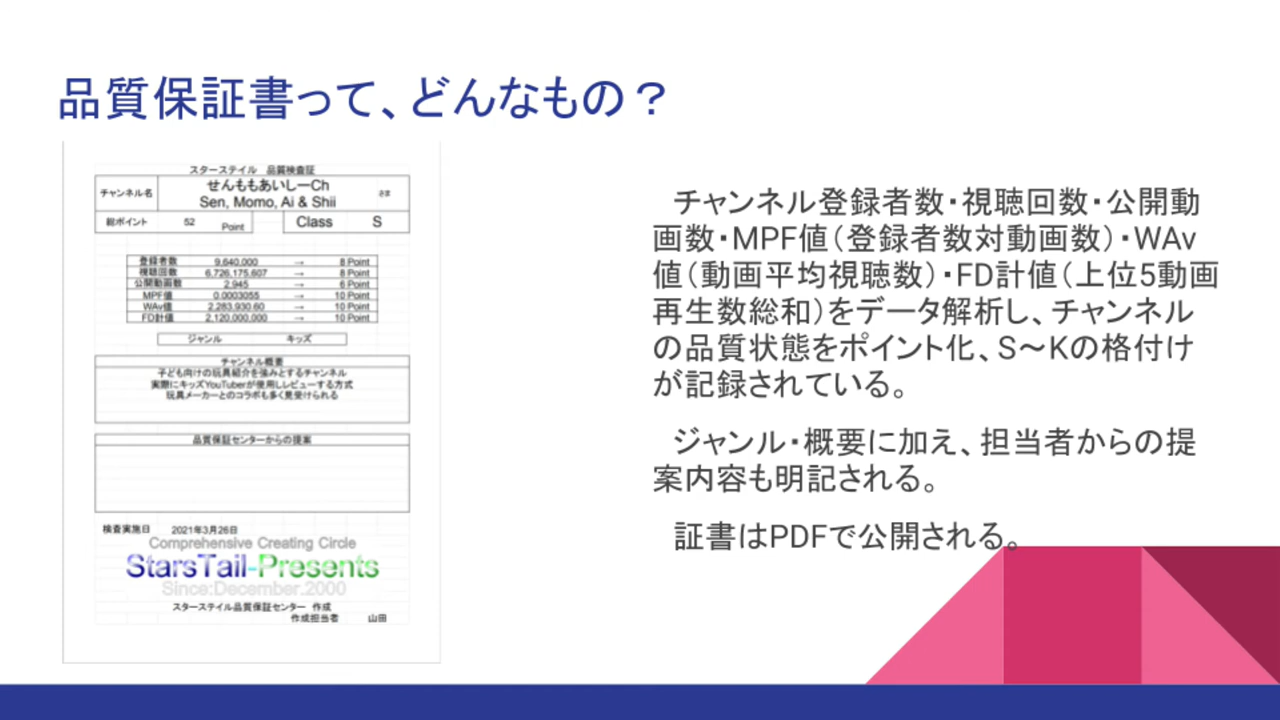 品質保証書って、どんなもの？
スターステイル 品質検査証
チャンネル名 せんももあいしーCh さま
Sen, Momo, Ai & Shii
総ポイント 52 Point Class S
登録者数 9,640,000 → 8 Point
視聴回数 6,726,175,607 → 8 Point
公開動画数 2,945 → 6 Point
MPF値 0.0003055 → 10 Point
WAv値 2,283,930.60 → 10 Point
FD計値 2,120,000,000 → 10 Point
ジャンル キッズ
チャンネル概要
子ども向けの玩具紹介を強みとするチャンネル
実際にキッズYouTuberが使用しレビューする方式
玩具メーカーとのコラボも多く見受けられる
品質保証センターからの提案
検査実施日 2021年3月26日
Comprehensive Creating Circle
StarsTail-Presents
Since:December.2000
スターステイル品質保証センター 作成
作成担当者 山田
チャンネル登録者数・視聴回数・公開動
画数・MPF値（登録者数対動画数）・WAv
値（動画平均視聴数）・FD計値（上位5動画
再生数総和）をデータ解析し、チャンネル
の品質状態をポイント化、S～Kの格付け
が記録されている。
ジャンル・概要に加え、担当者からの提
案内容も明記される。
証書はPDFで公開される。